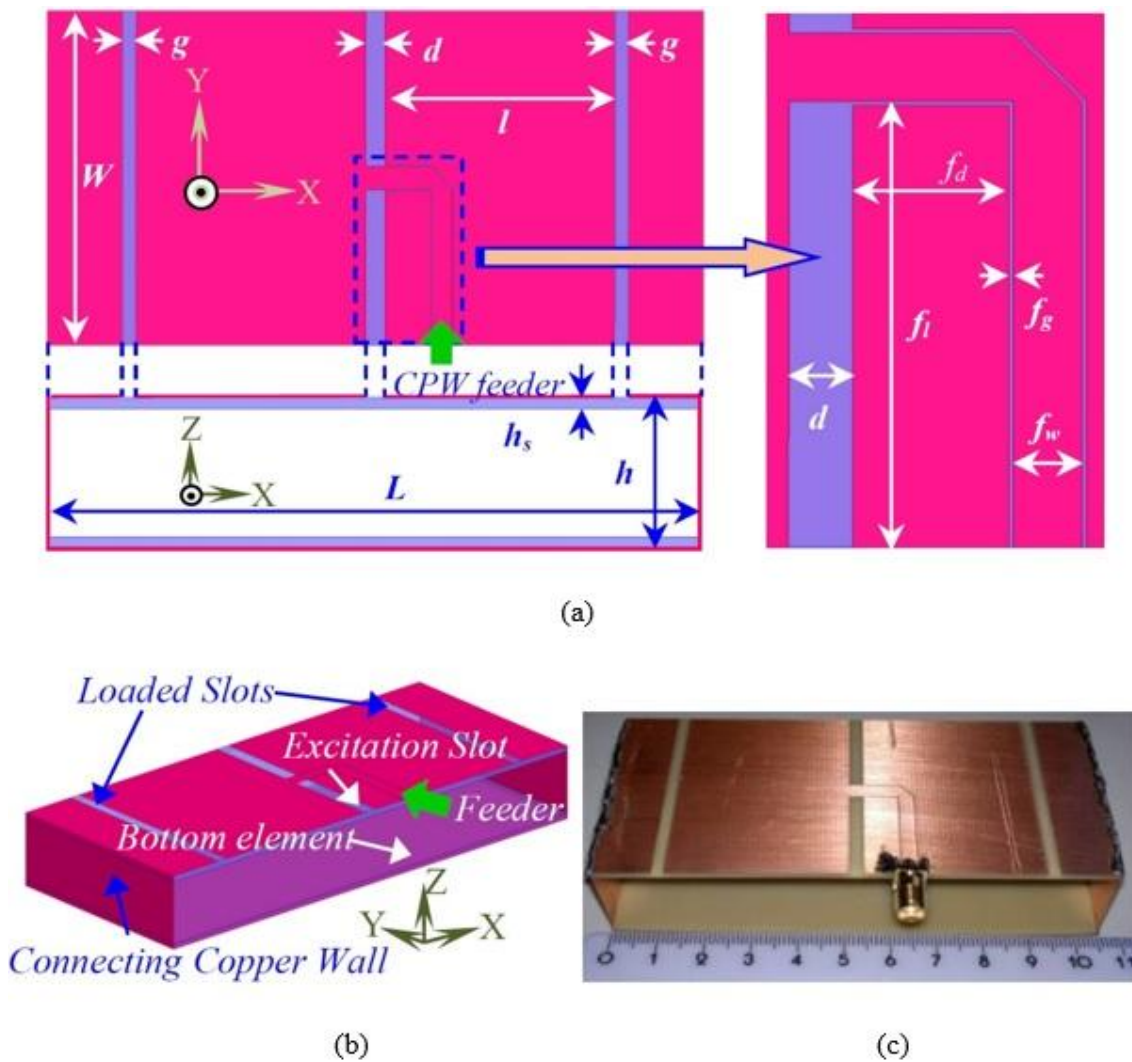 g
d
g
Y
l
W
X
CPW feeder
Z
h_s
h
X
L
f_d
f_g
f_l
d
f_w
(a)
Loaded Slots
Excitation Slot
Feeder
Bottom element
Z
Y
X
Connecting Copper Wall
0 1 2 3 4 5 6 7 8 9 10 11
(b)
(c)